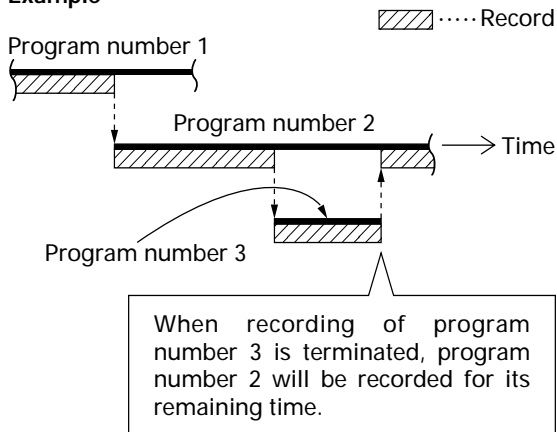 Example
····· Record
Program number 1
Program number 2
Time
Program number 3
When recording of program
number 3 is terminated, program
number 2 will be recorded for its
remaining time.